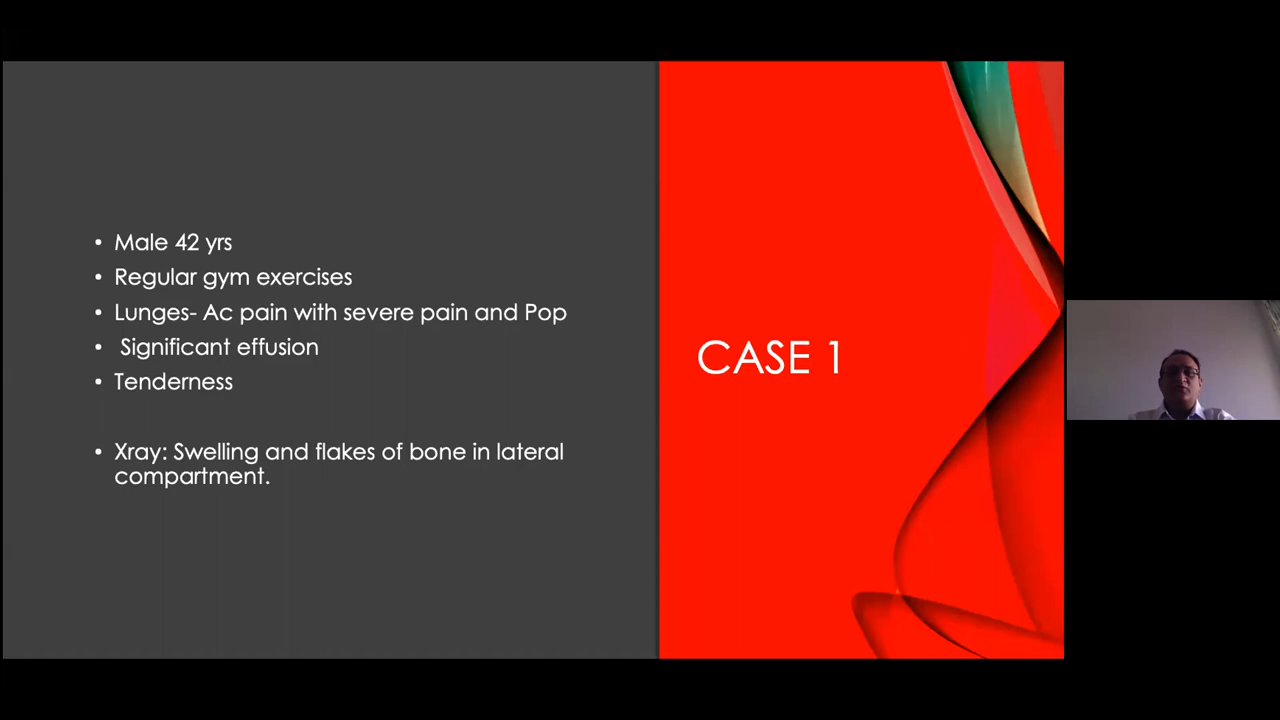 • Male 42 yrs
• Regular gym exercises
• Lunges- Ac pain with severe pain and Pop
• Significant effusion
• Tenderness
• Xray: Swelling and flakes of bone in lateral
compartment.
CASE 1